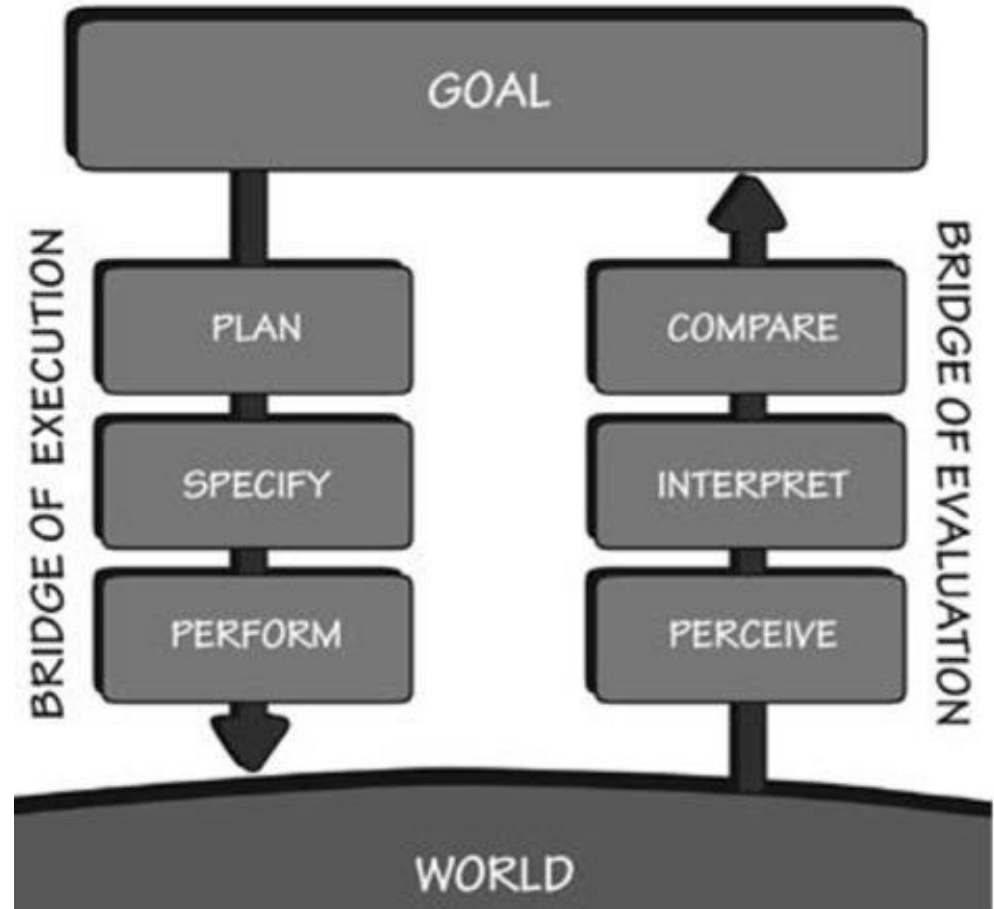 GOAL
BRIDGE OF EXECUTION
PLAN
SPECIFY
PERFORM
COMPARE
INTERPRET
PERCEIVE
BRIDGE OF EVALUATION
WORLD